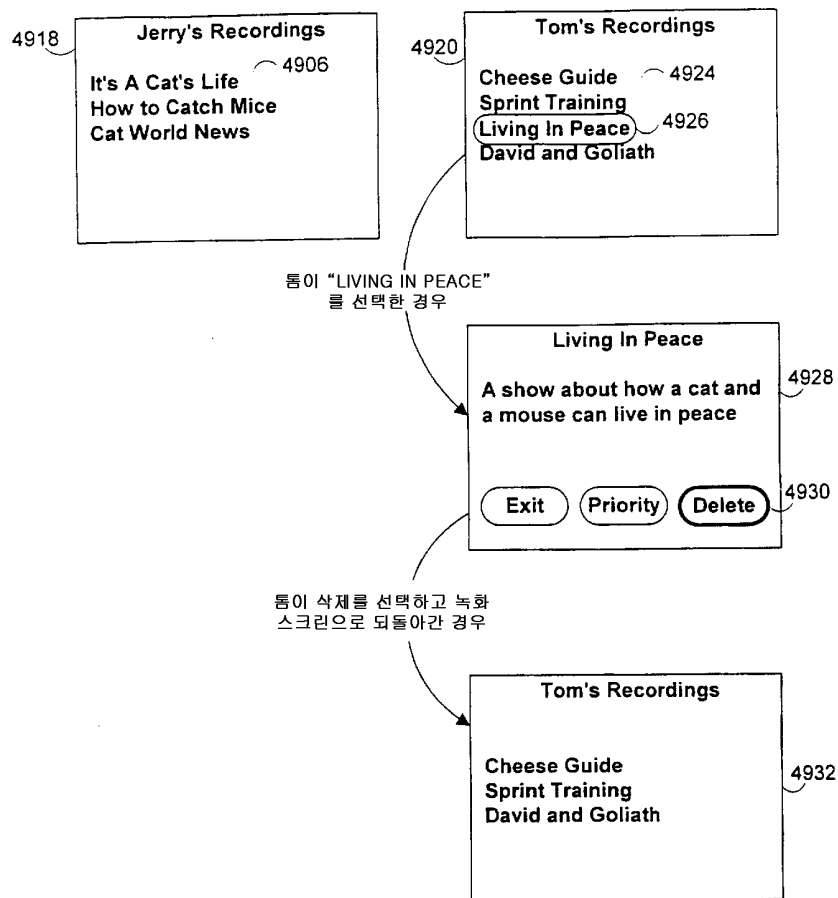 4918
Jerry's Recordings
4906
It's A Cat's Life
How to Catch Mice
Cat World News
4920
Tom's Recordings
Cheese Guide
4924
Sprint Training
Living In Peace
4926
David and Goliath
톰이 “LIVING IN PEACE”
를 선택한 경우
Living In Peace
4928
A show about how a cat and
a mouse can live in peace
Exit
Priority
Delete
4930
톰이 삭제를 선택하고 녹화
스크린으로 되돌아간 경우
Tom's Recordings
Cheese Guide
4932
Sprint Training
David and Goliath